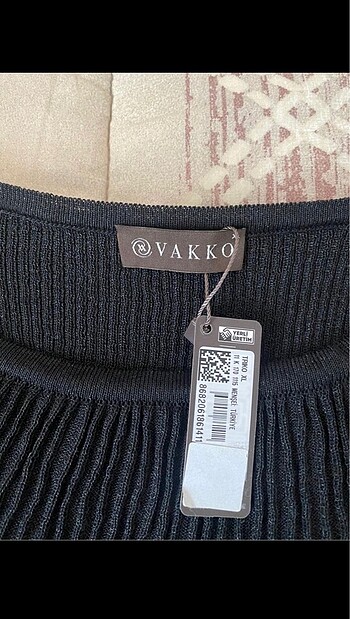 VAKKO
YERLİ
ÜRETİM
TRİKO XL
MENŞEİ: TÜRKİYE
8682061861411